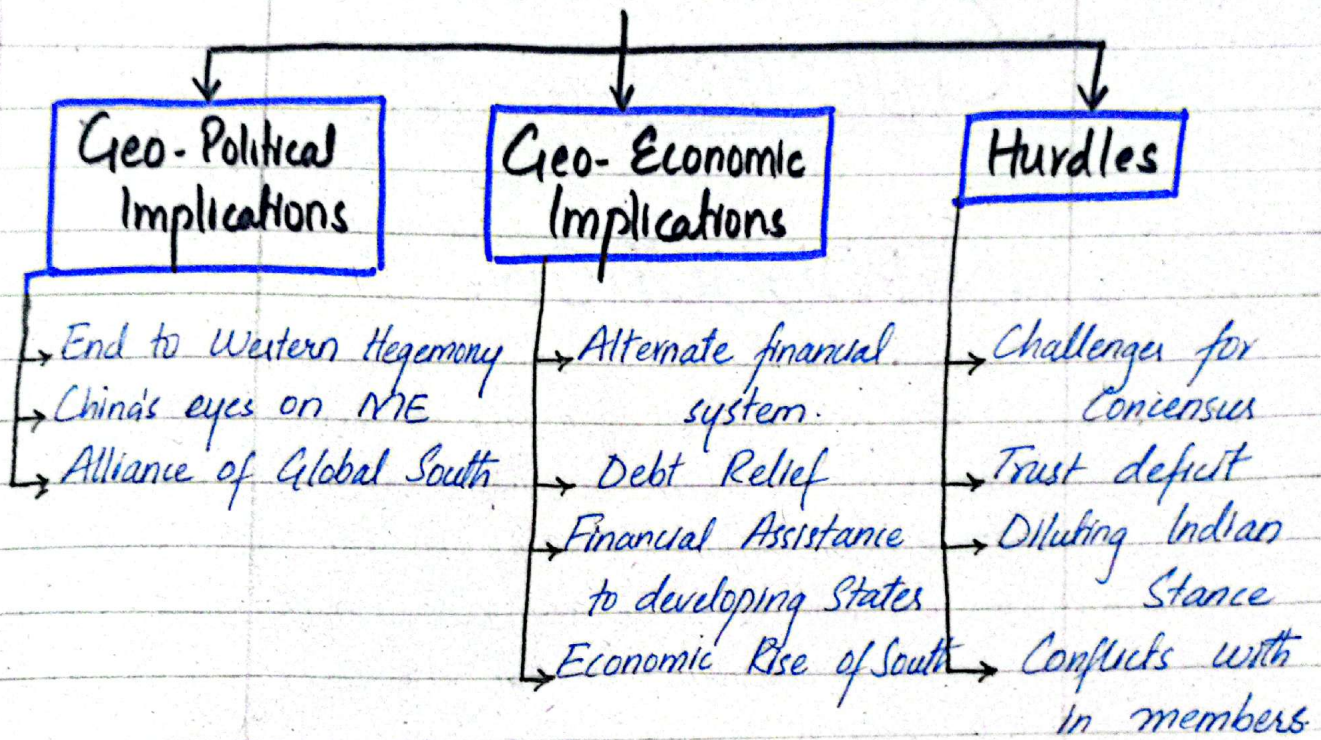 Geo-Political
Implications
End to Western Hegemony
China's eyes on ME
Alliance of Global South
Geo-Economic
Implications
Alternate financial
system.
Debt Relief
Financial Assistance
to developing States
Economic Rise of South
Hurdles
Challenges for
Concensus
Trust deficit
Diluting Indian
Stance
Conflicts with
in members